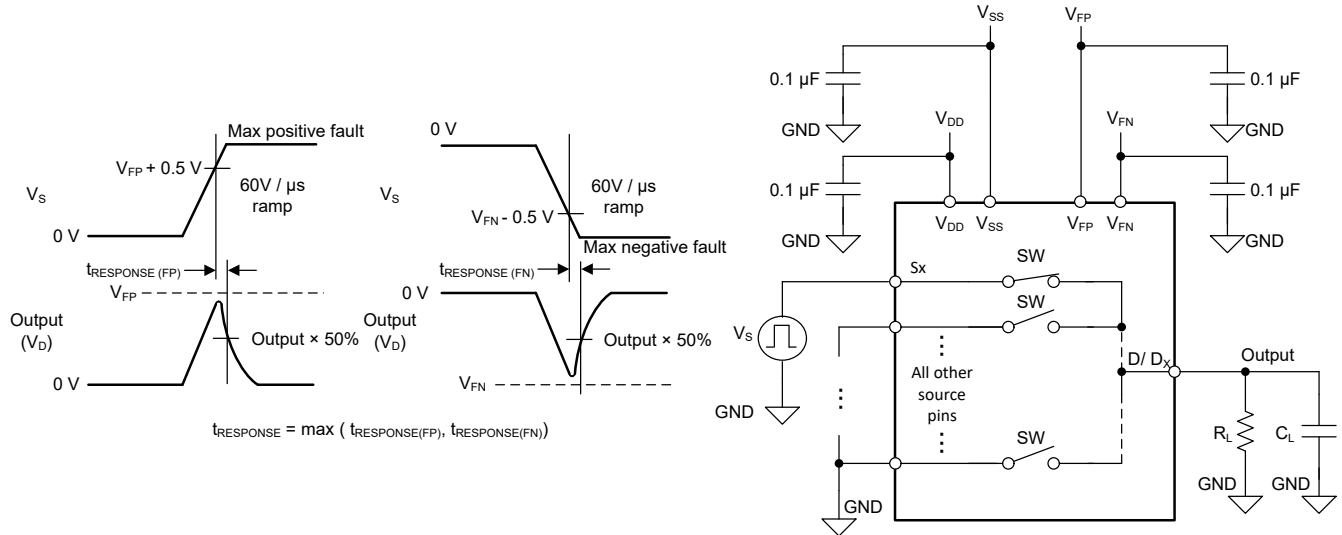 Max positive fault
V_FP + 0.5 V
60V / µs
ramp
V_S
0 V
t_RESPONSE (FP)
V_FP
Output
(V_D)
Output × 50%
0 V
0 V
60V / µs
ramp
V_FN - 0.5 V
Max negative fault
t_RESPONSE (FN)
0 V
Output
(V_D)
Output × 50%
V_FN
t_RESPONSE = max ( t_RESPONSE(FP), t_RESPONSE(FN))
V_SS
V_FP
0.1 µF
0.1 µF
GND
V_DD
V_FN
GND
0.1 µF
0.1 µF
GND
GND
V_DD
V_SS
V_FP
V_FN
Sx
SW
SW
V_S
All other
source
pins
D/ D_X
Output
GND
SW
R_L
C_L
GND
GND
GND